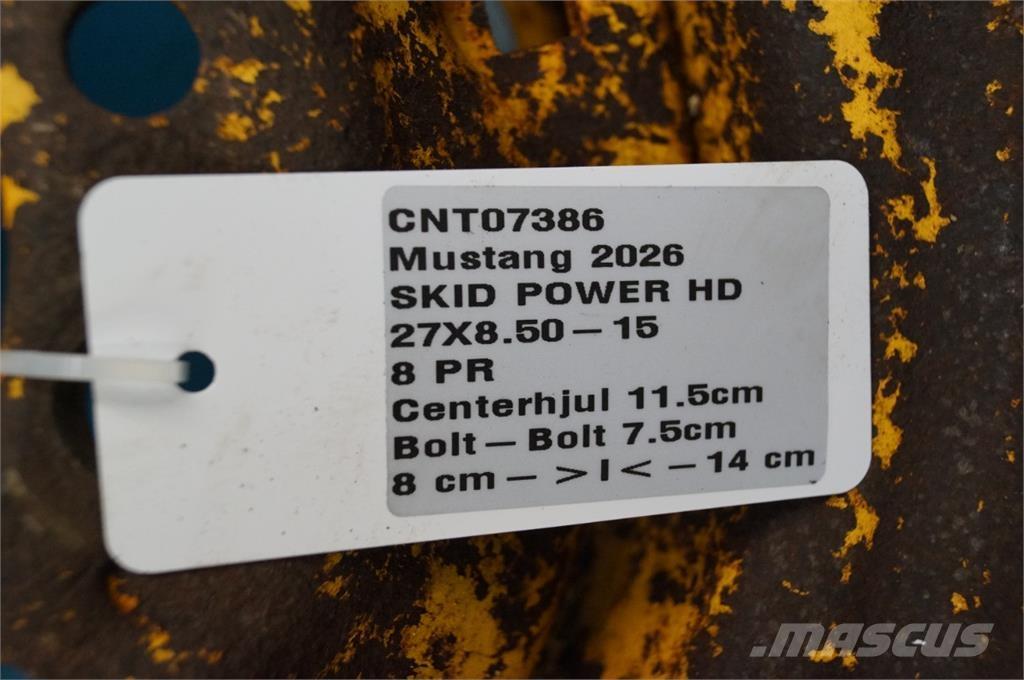 CNT07386
Mustang 2026
SKID POWER HD
27X8.50-15
8 PR
Centerhjul 11.5cm
Bolt-Bolt 7.5cm
8 cm- >I< -14 cm
mascus